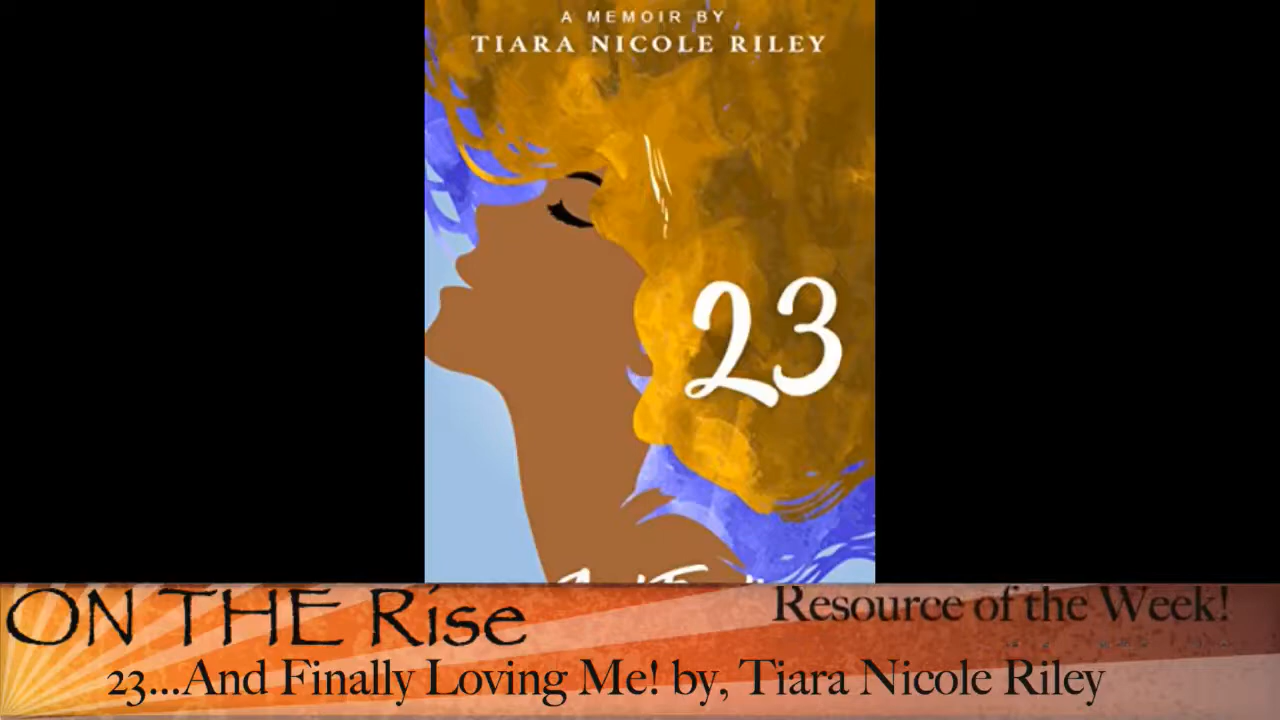 A MEMOIR BY
TIARA NICOLE RILEY
23
ON THE Rise
Resource of the Week!
23...And Finally Loving Me! by, Tiara Nicole Riley